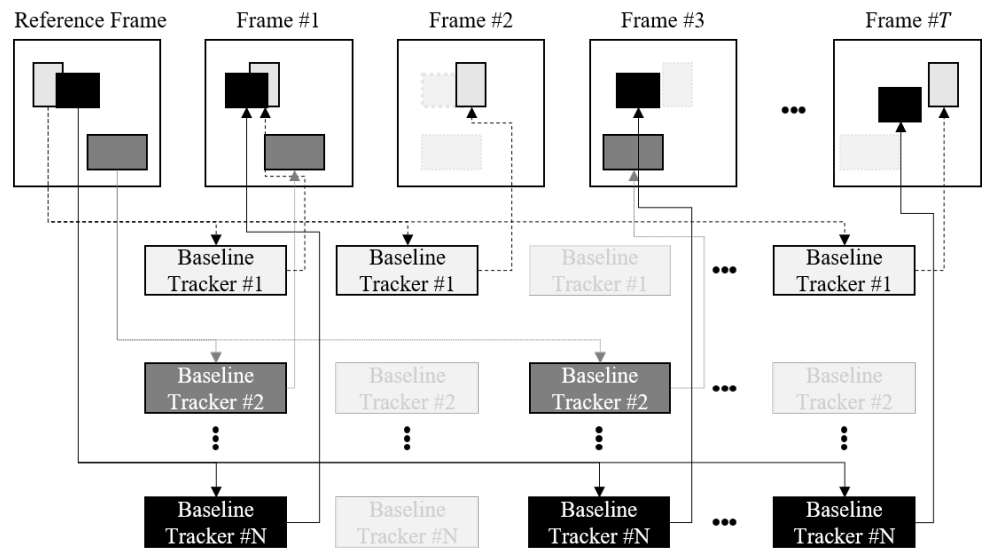 Reference Frame
Frame #1
Frame #2
Frame #3
Frame #T
Baseline
Tracker #1
Baseline
Tracker #1
Baseline
Tracker #1
Baseline
Tracker #1
Baseline
Tracker #2
Baseline
Tracker #2
Baseline
Tracker #2
Baseline
Tracker #2
Baseline
Tracker #N
Baseline
Tracker #N
Baseline
Tracker #N
Baseline
Tracker #N